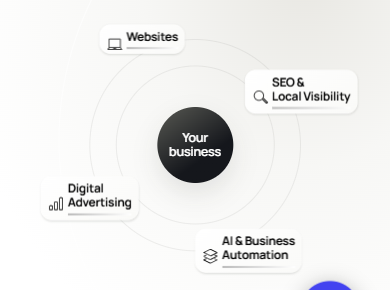 Websites
SEO &
Local Visibility
Your
business
Digital
Advertising
AI & Business
Automation